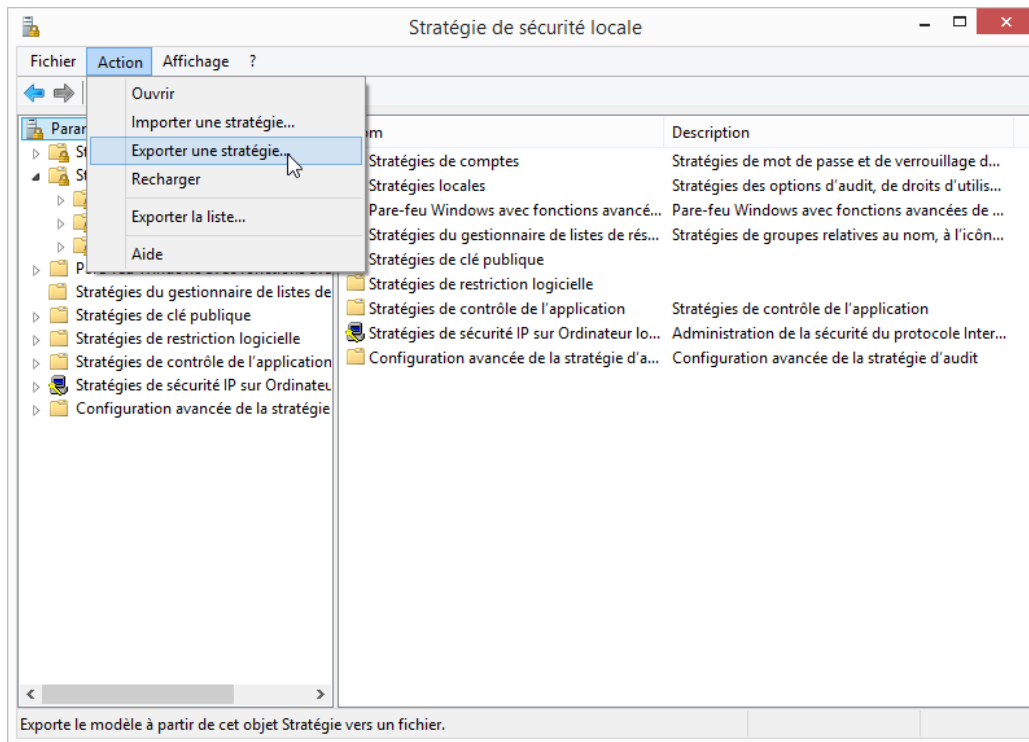 Stratégie de sécurité locale
Fichier Action Affichage ?
Ouvrir
Importer une stratégie...
Exporter une stratégie...
Recharger
Exporter la liste...
Aide
Description
Stratégies de comptes Stratégies de mot de passe et de verrouillage d...
Stratégies locales Stratégies des options d'audit, de droits d'utilis...
Pare-feu Windows avec fonctions avancé... Pare-feu Windows avec fonctions avancées de ...
Stratégies du gestionnaire de listes de rés... Stratégies de groupes relatives au nom, à l'icôn...
Stratégies de clé publique
Stratégies de restriction logicielle
Stratégies de contrôle de l'application Stratégies de contrôle de l'application
Stratégies de sécurité IP sur Ordinateur lo... Administration de la sécurité du protocole Inter...
Configuration avancée de la stratégie d'a... Configuration avancée de la stratégie d'audit
Stratégies du gestionnaire de listes de
Stratégies de clé publique
Stratégies de restriction logicielle
Stratégies de contrôle de l'application
Stratégies de sécurité IP sur Ordinateu
Configuration avancée de la stratégie
Exporte le modèle à partir de cet objet Stratégie vers un fichier.